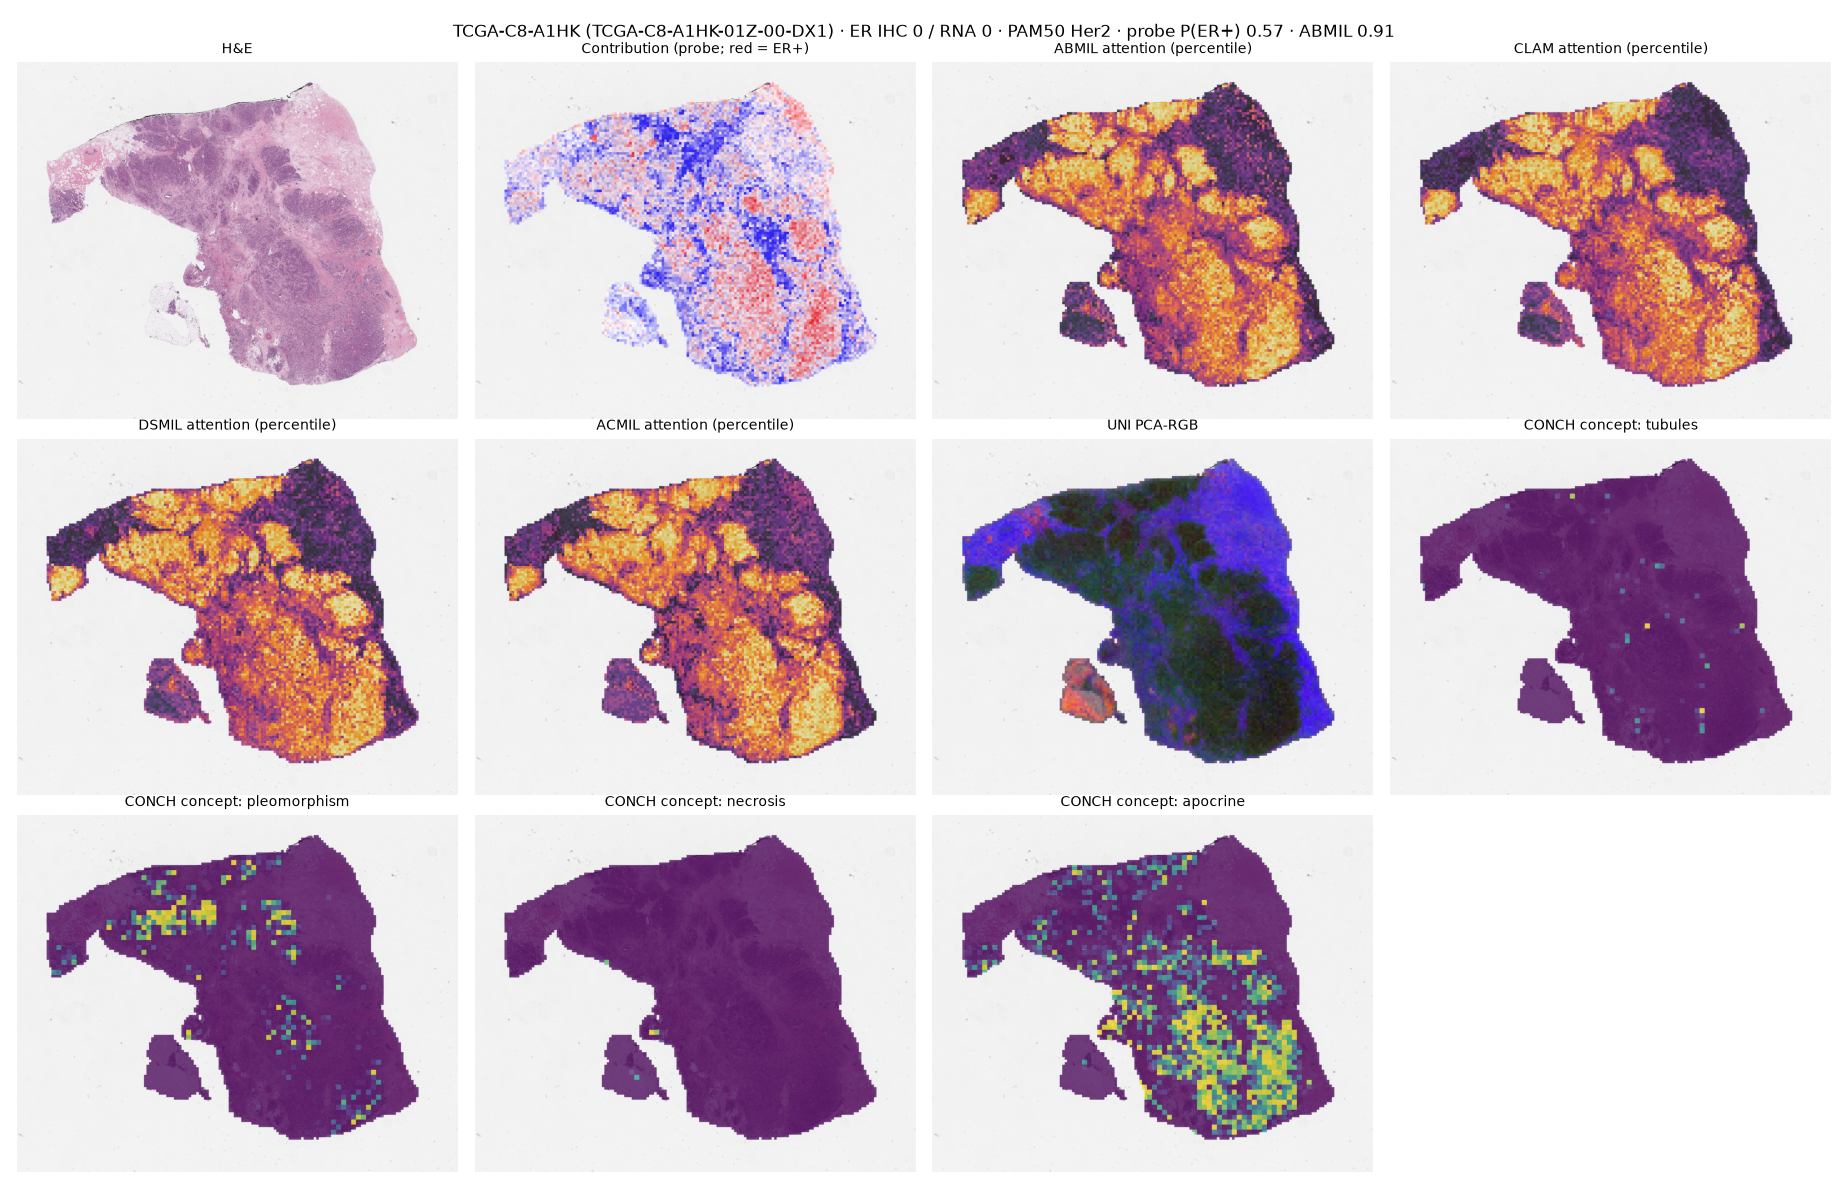 TCGA-C8-A1HK (TCGA-C8-A1HK-01Z-00-DX1) · ER IHC 0 / RNA 0 · PAM50 Her2 · probe P(ER+) 0.57 · ABMIL 0.91
H&E
Contribution (probe; red = ER+)
ABMIL attention (percentile)
CLAM attention (percentile)
DSMIL attention (percentile)
ACMIL attention (percentile)
UNI PCA-RGB
CONCH concept: tubules
CONCH concept: pleomorphism
CONCH concept: necrosis
CONCH concept: apocrine